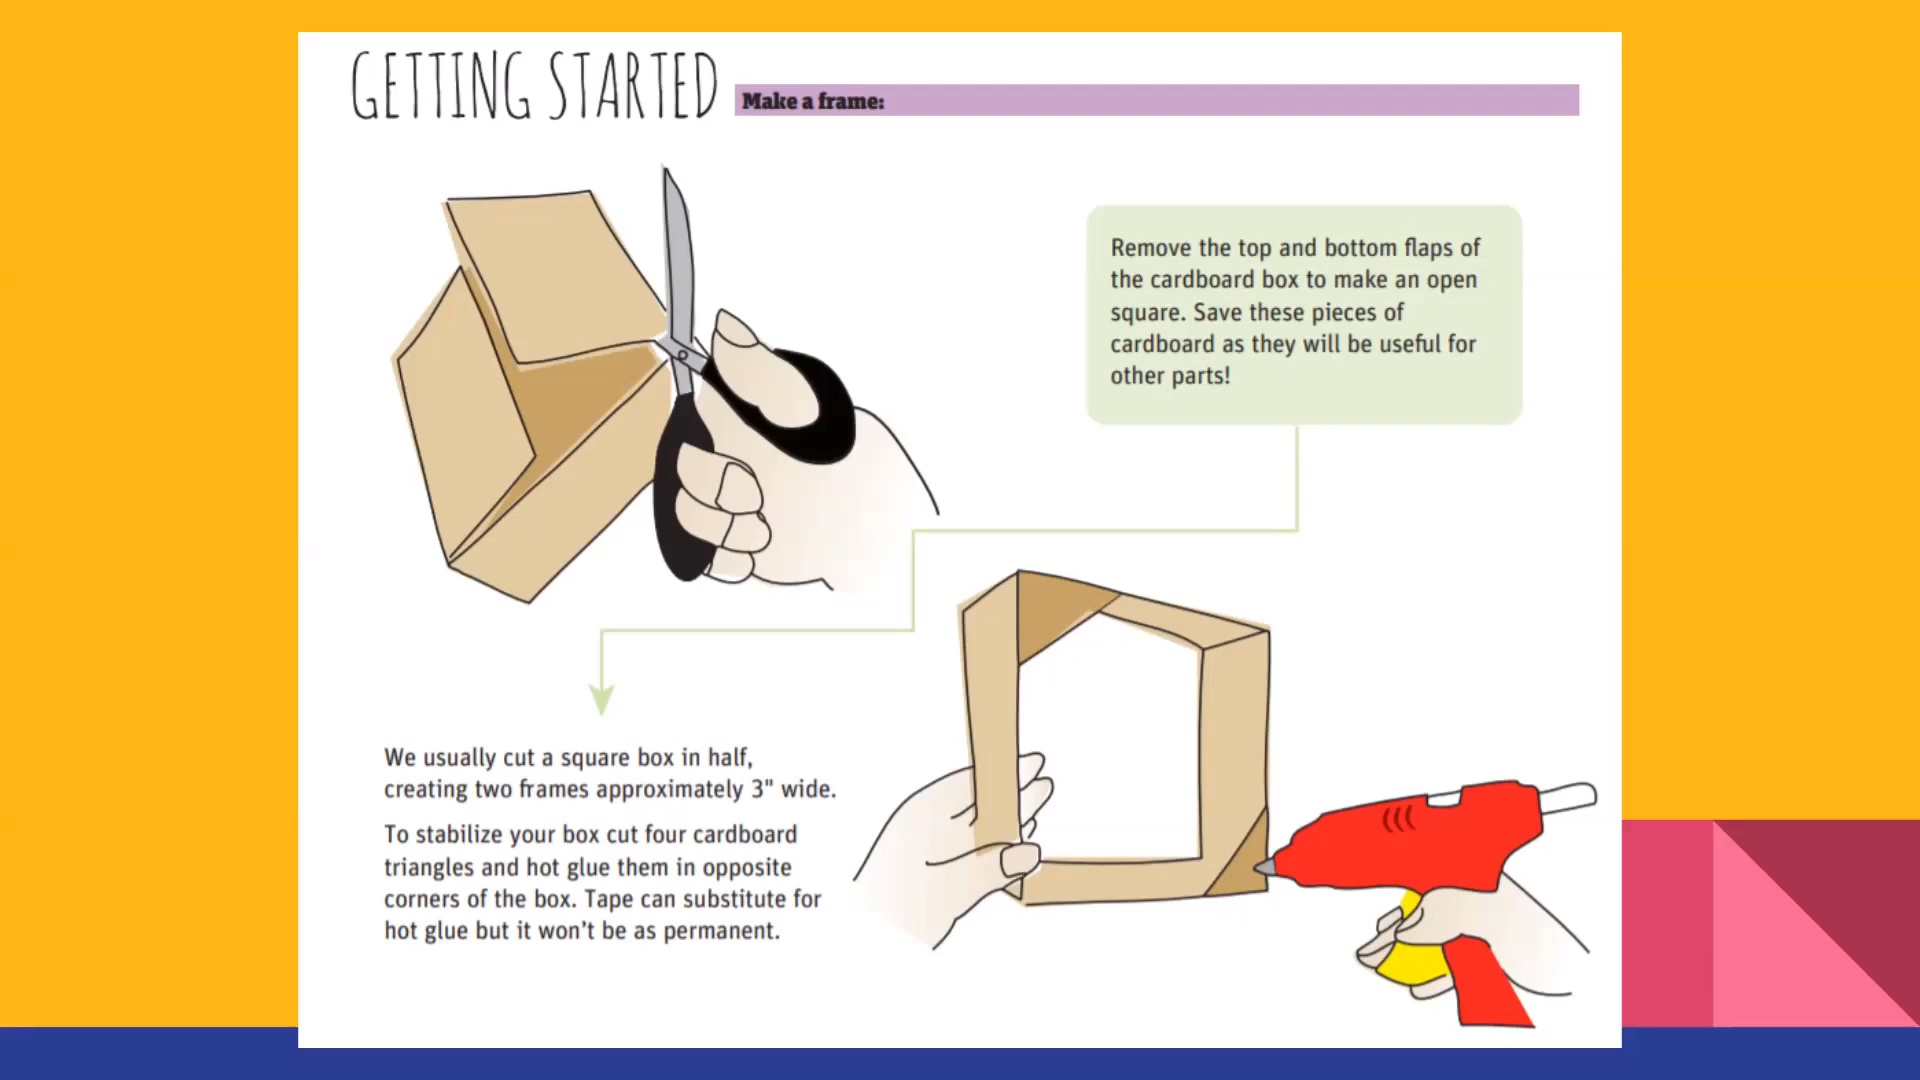 GETTING STARTED
Make a frame:
Remove the top and bottom flaps of
the cardboard box to make an open
square. Save these pieces of
cardboard as they will be useful for
other parts!
We usually cut a square box in half,
creating two frames approximately 3" wide.
To stabilize your box cut four cardboard
triangles and hot glue them in opposite
corners of the box. Tape can substitute for
hot glue but it won't be as permanent.